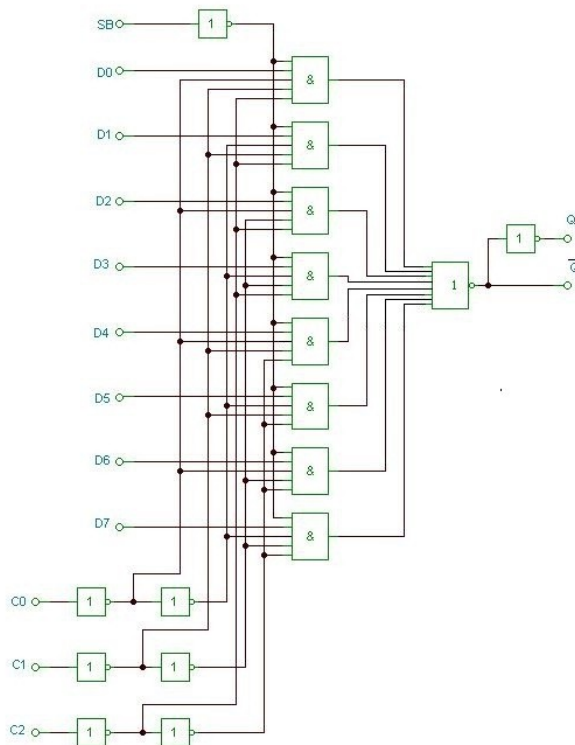 SB 1
D0 &
D1 &
D2 &
Q
1
D3 &
Q̅
1
D4 &
D5 &
D6 &
D7 &
C0 1 1
C1 1 1
C2 1 1